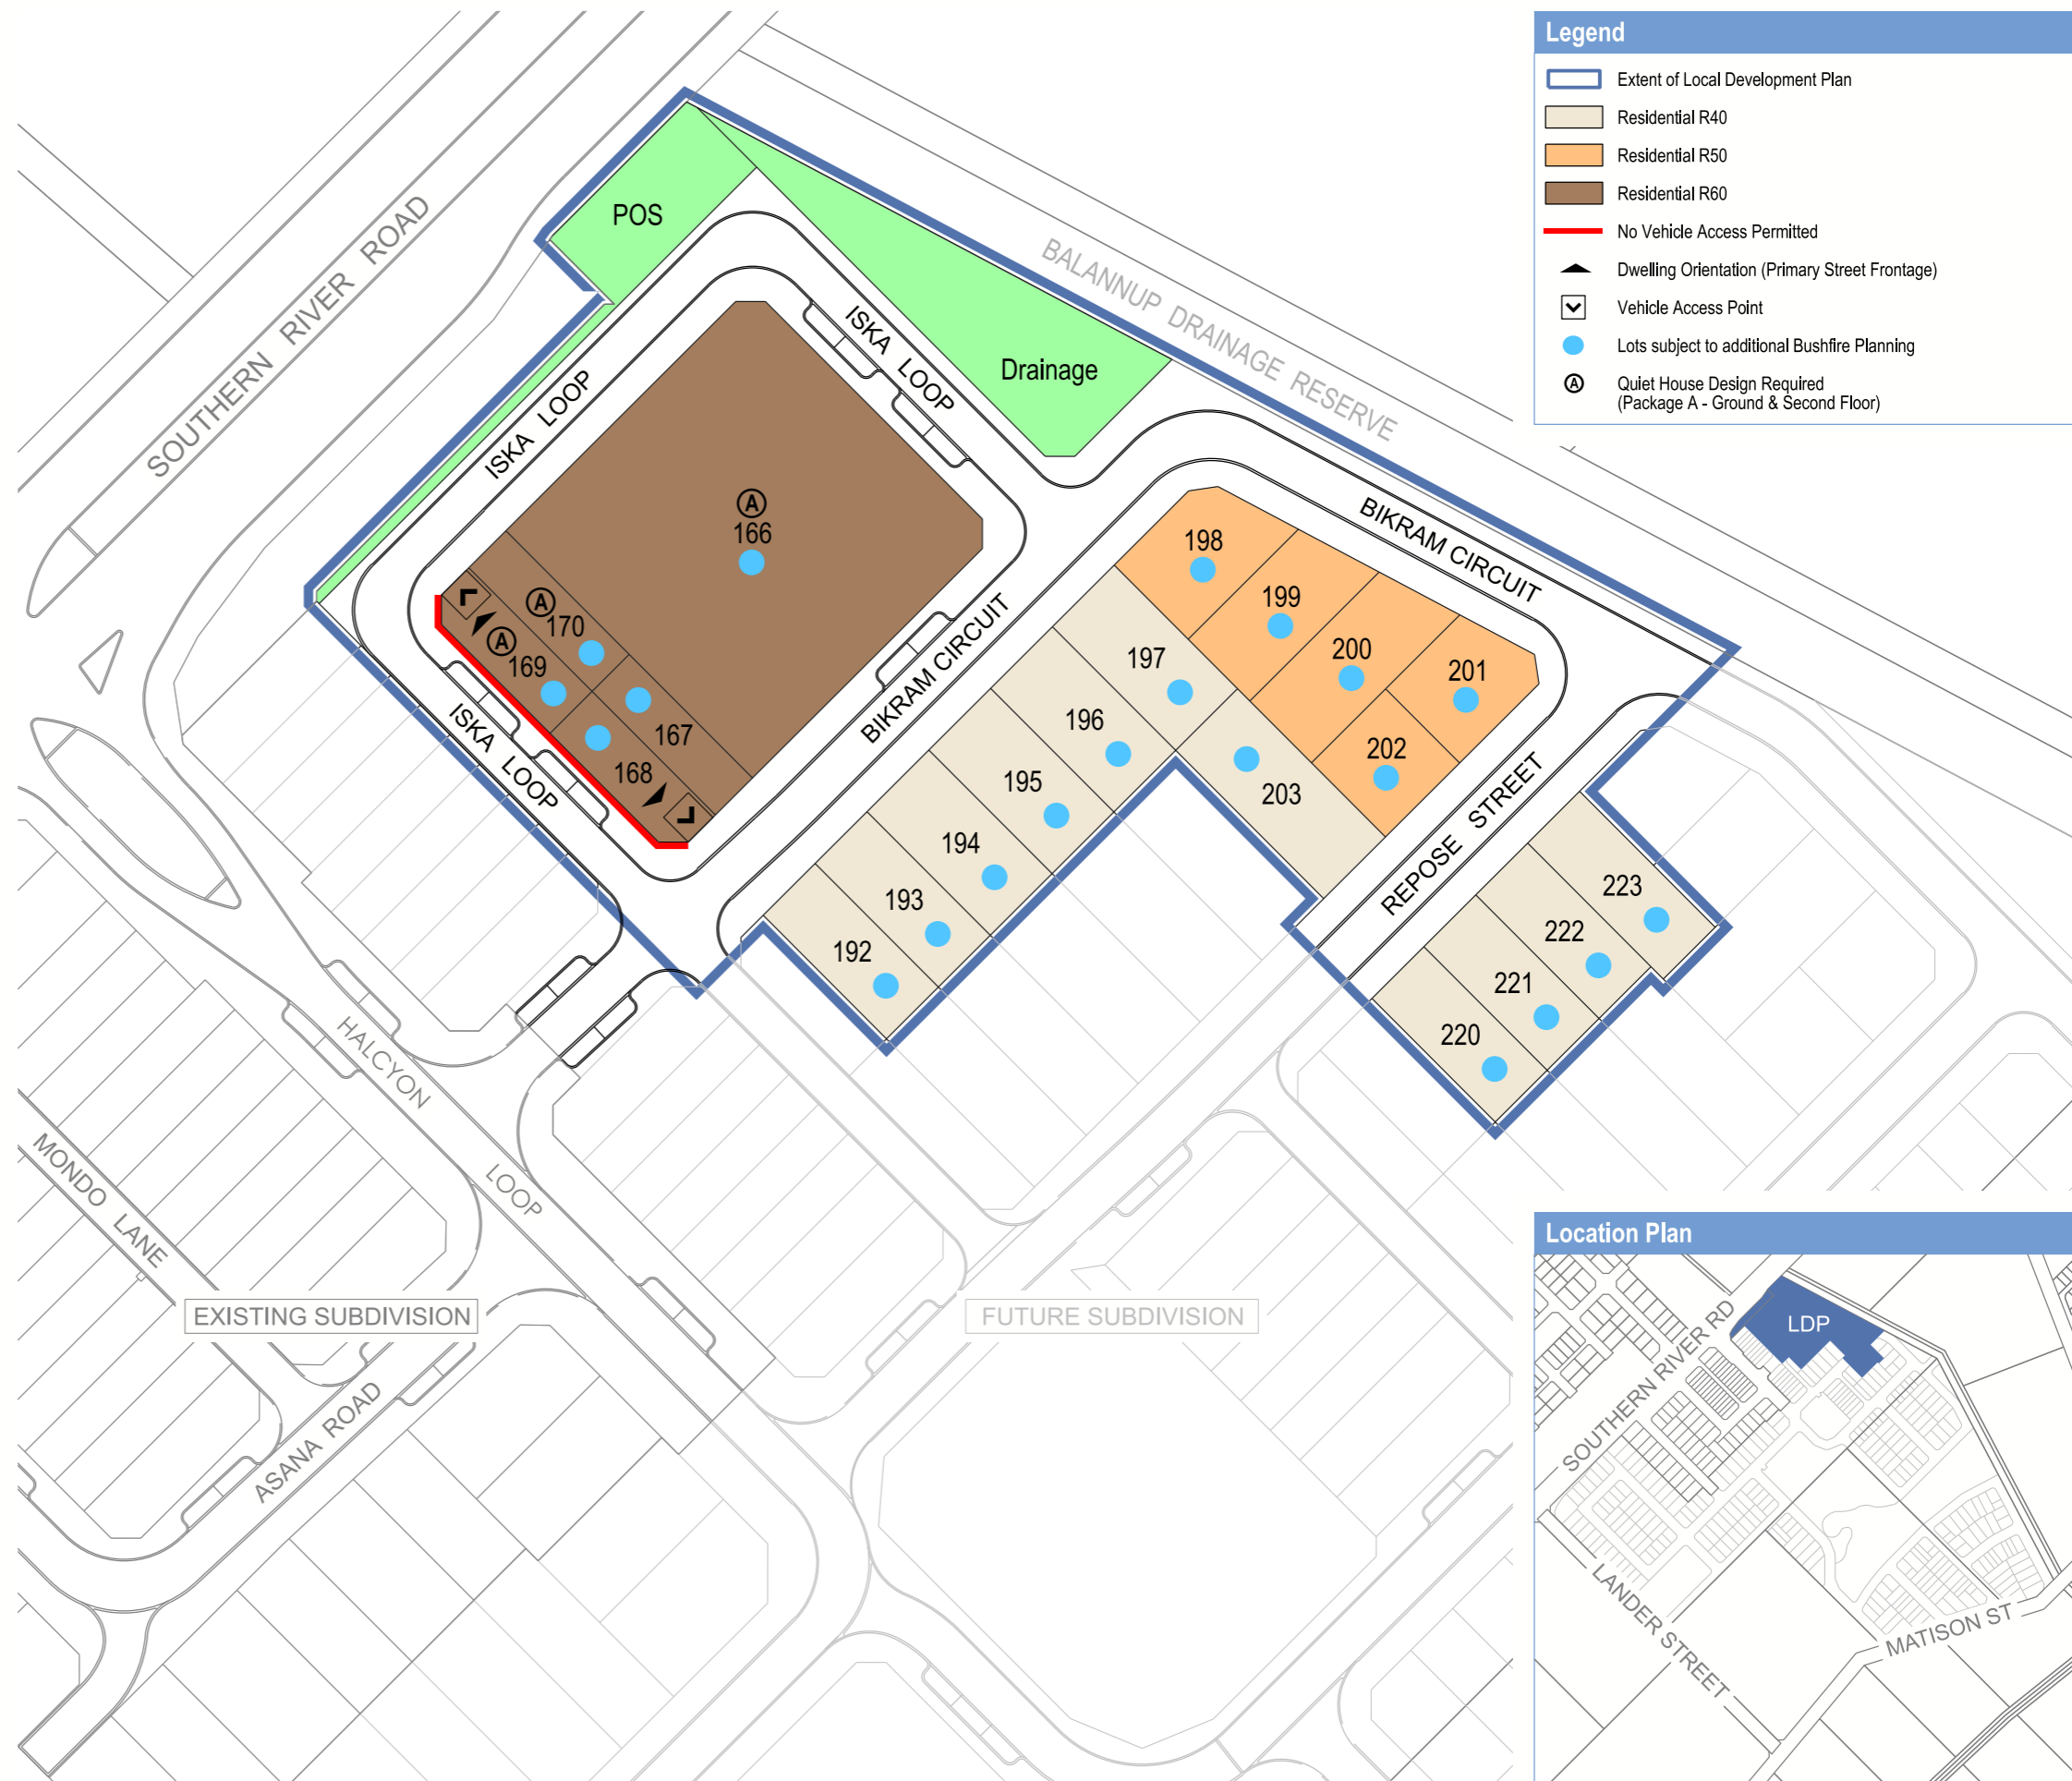 Legend
Extent of Local Development Plan
Residential R40
Residential R50
Residential R60
No Vehicle Access Permitted
Dwelling Orientation (Primary Street Frontage)
Vehicle Access Point
Lots subject to additional Bushfire Planning
A
Quiet House Design Required
(Package A - Ground & Second Floor)
SOUTHERN RIVER ROAD
POS
BALANNUP DRAINAGE RESERVE
Drainage
ISKA LOOP
ISKA LOOP
A
166
BIKRAM CIRCUIT
198
199
200
201
202
A
170
A
169
167
168
ISKA LOOP
BIKRAM CIRCUIT
197
196
203
195
194
193
192
REPOSE STREET
223
222
221
220
HALCYON
LOOP
MONDO LANE
EXISTING SUBDIVISION
FUTURE SUBDIVISION
ASANA ROAD
Location Plan
LDP
SOUTHERN RIVER RD
LANDER STREET
MATISON ST